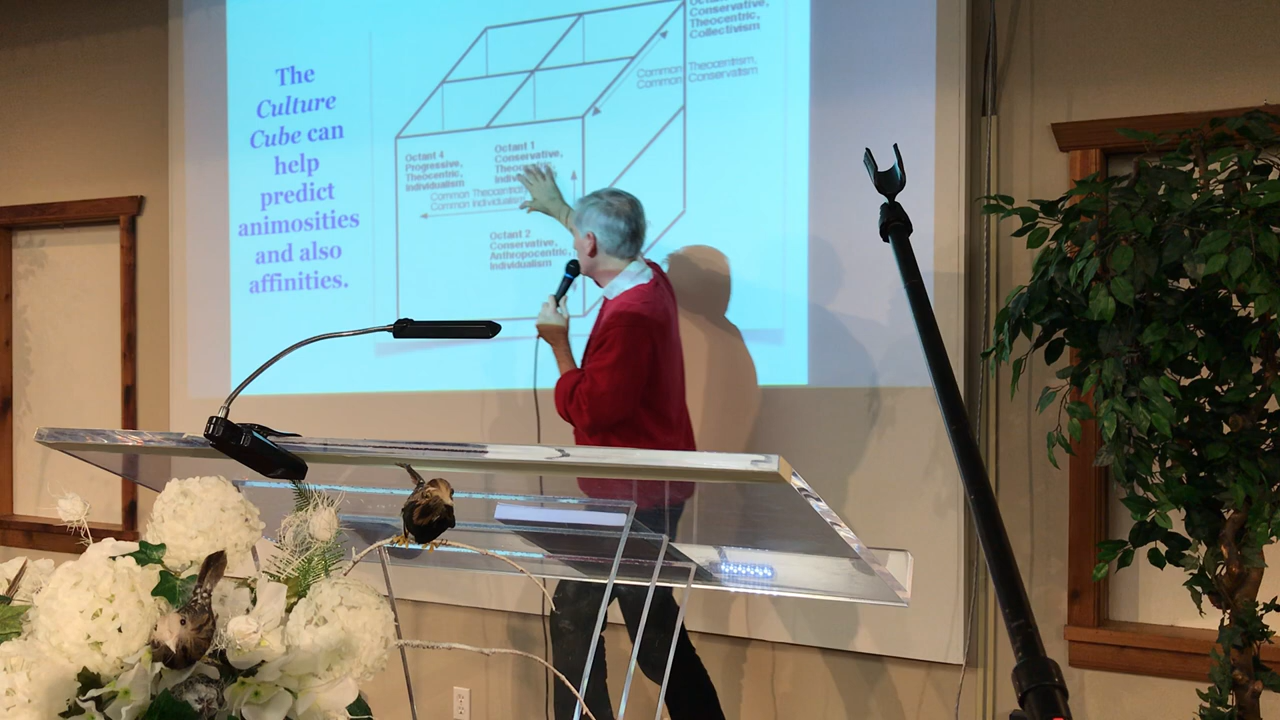 The
Culture
Cube can
help
predict
animosities
and also
affinities.
Conservative,
Theocentric,
Collectivism
Common Theocentrism,
Common Conservatism
Octant 4
Progressive,
Theocentric,
Individualism
Octant 1
Conservative,
Common
Common Individualism
Octant 2
Conservative,
Anthropocentric,
Individualism